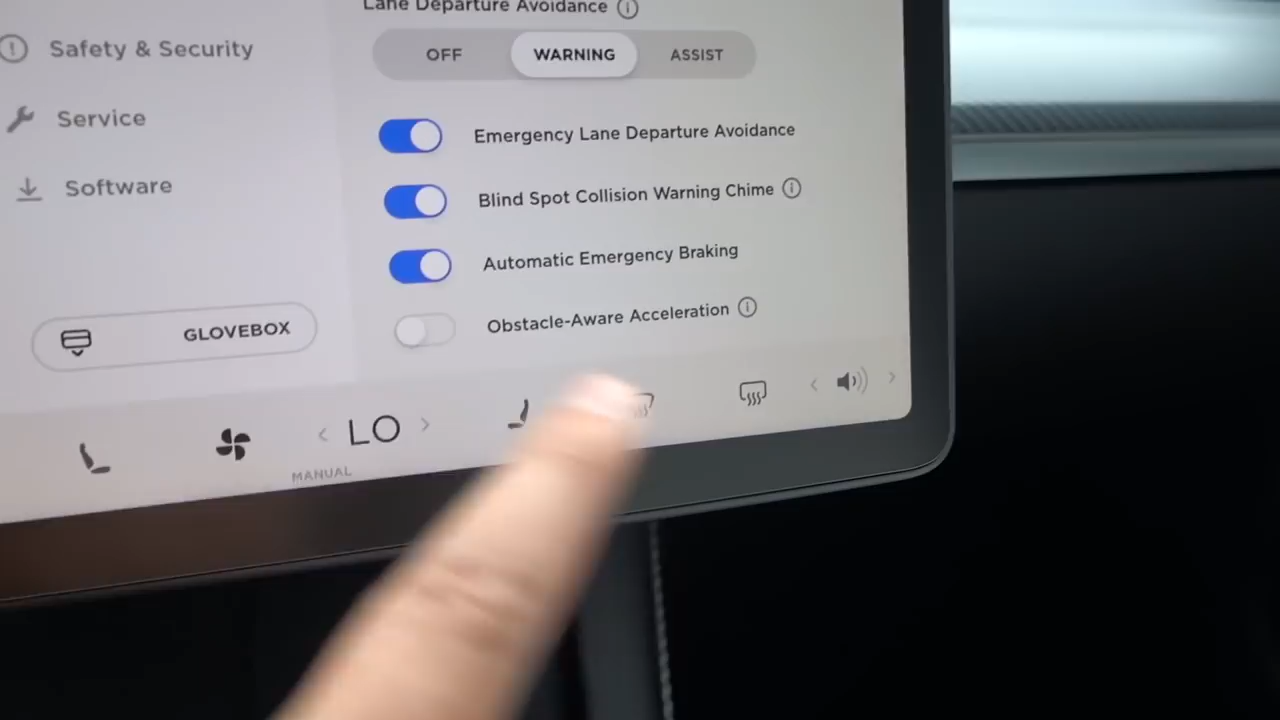 Lane Departure Avoidance
Safety & Security
OFF WARNING ASSIST
Service
Emergency Lane Departure Avoidance
Software
Blind Spot Collision Warning Chime
Automatic Emergency Braking
GLOVEBOX
Obstacle-Aware Acceleration
LO
MANUAL